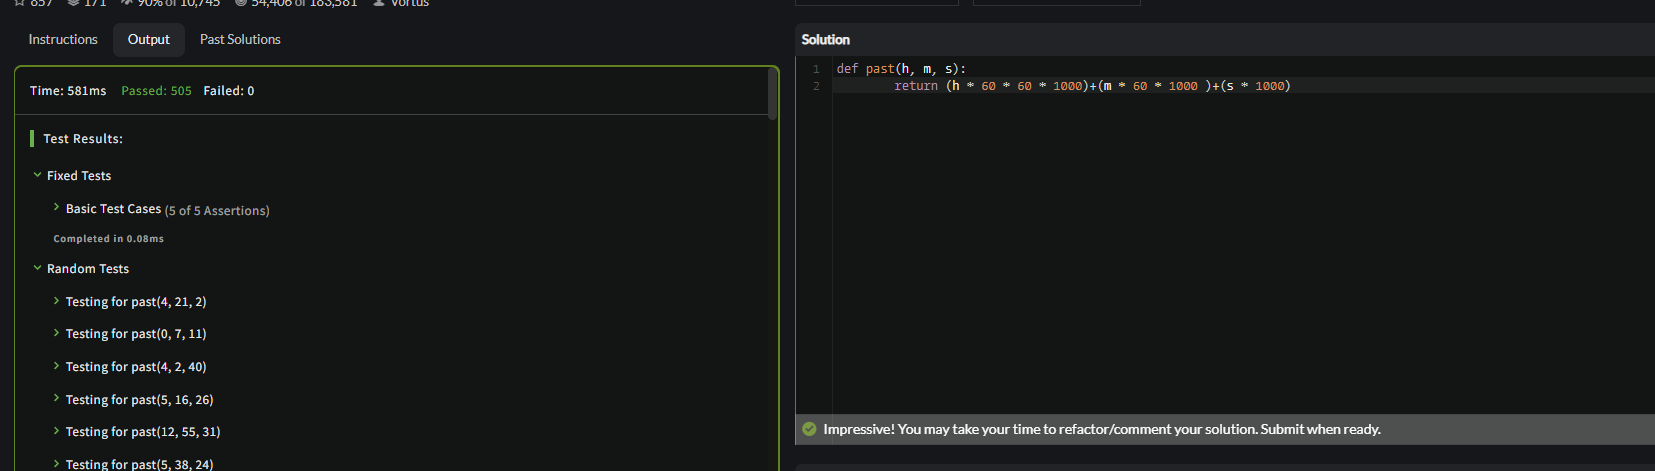 857 171 90% of 10,745 54,406 of 183,581 Vortus
Instructions Output Past Solutions
Time: 581ms Passed: 505 Failed: 0
Test Results:
Fixed Tests
Basic Test Cases (5 of 5 Assertions)
Completed in 0.08ms
Random Tests
Testing for past(4, 21, 2)
Testing for past(0, 7, 11)
Testing for past(4, 2, 40)
Testing for past(5, 16, 26)
Testing for past(12, 55, 31)
Testing for past(5, 38, 24)
Solution
1 def past(h, m, s):
2 return (h * 60 * 60 * 1000)+(m * 60 * 1000 )+(s * 1000)
Impressive! You may take your time to refactor/comment your solution. Submit when ready.